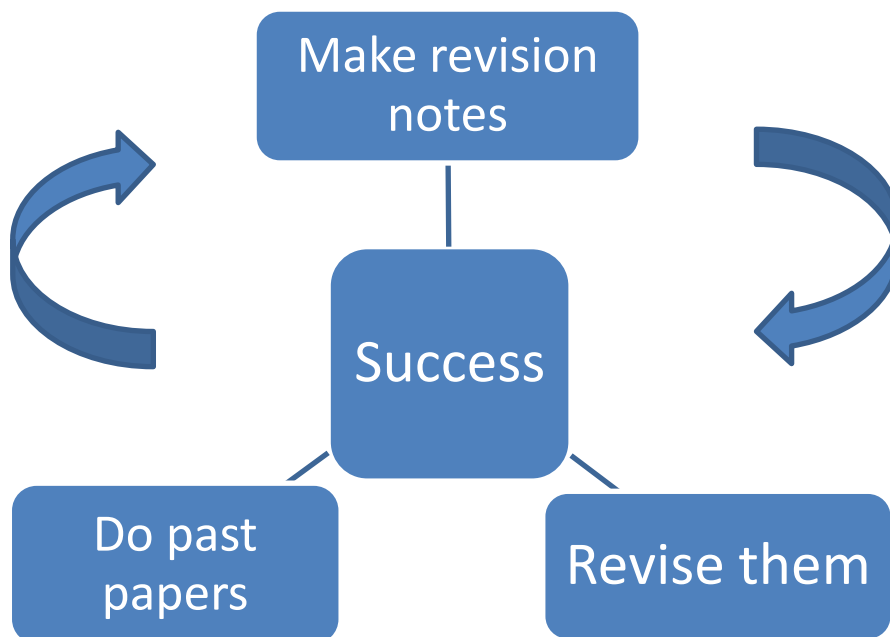 Make revision
notes
Success
Do past
papers
Revise them